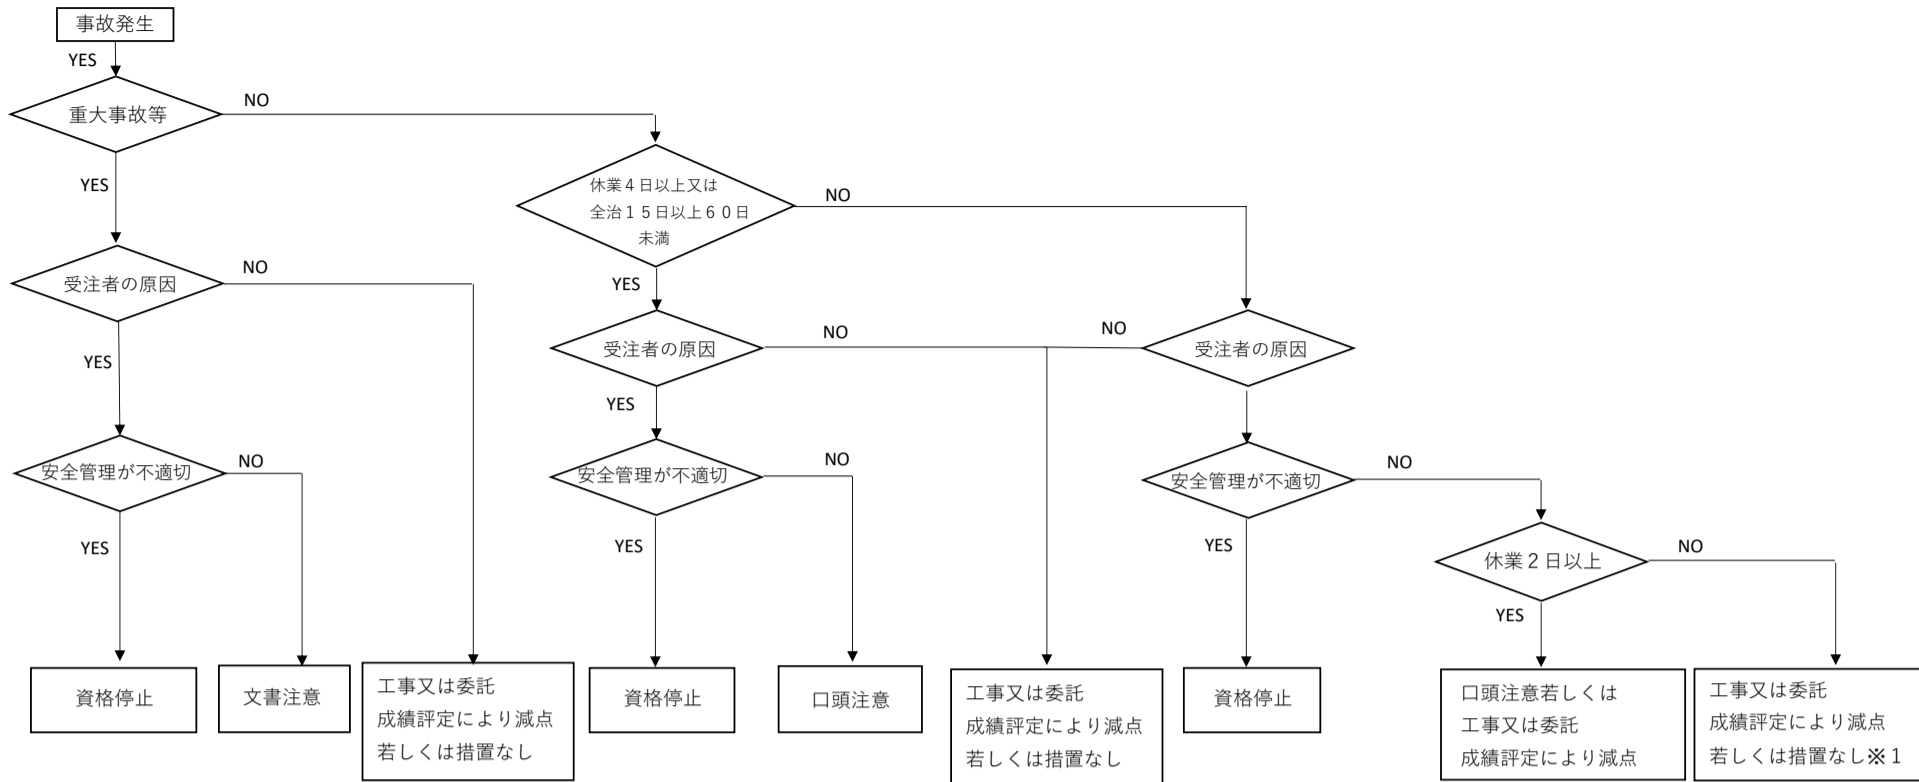 事故発生
YES
重大事故等
NO
YES
休業４日以上又は
全治１５日以上６０日
未満
NO
受注者の原因
NO
YES
受注者の原因
NO
NO
受注者の原因
YES
YES
安全管理が不適切
NO
安全管理が不適切
NO
安全管理が不適切
NO
YES
YES
YES
休業２日以上
NO
YES
資格停止
文書注意
工事又は委託
成績評定により減点
若しくは措置なし
資格停止
口頭注意
工事又は委託
成績評定により減点
若しくは措置なし
資格停止
口頭注意若しくは
工事又は委託
成績評定により減点
工事又は委託
成績評定により減点
若しくは措置なし※１